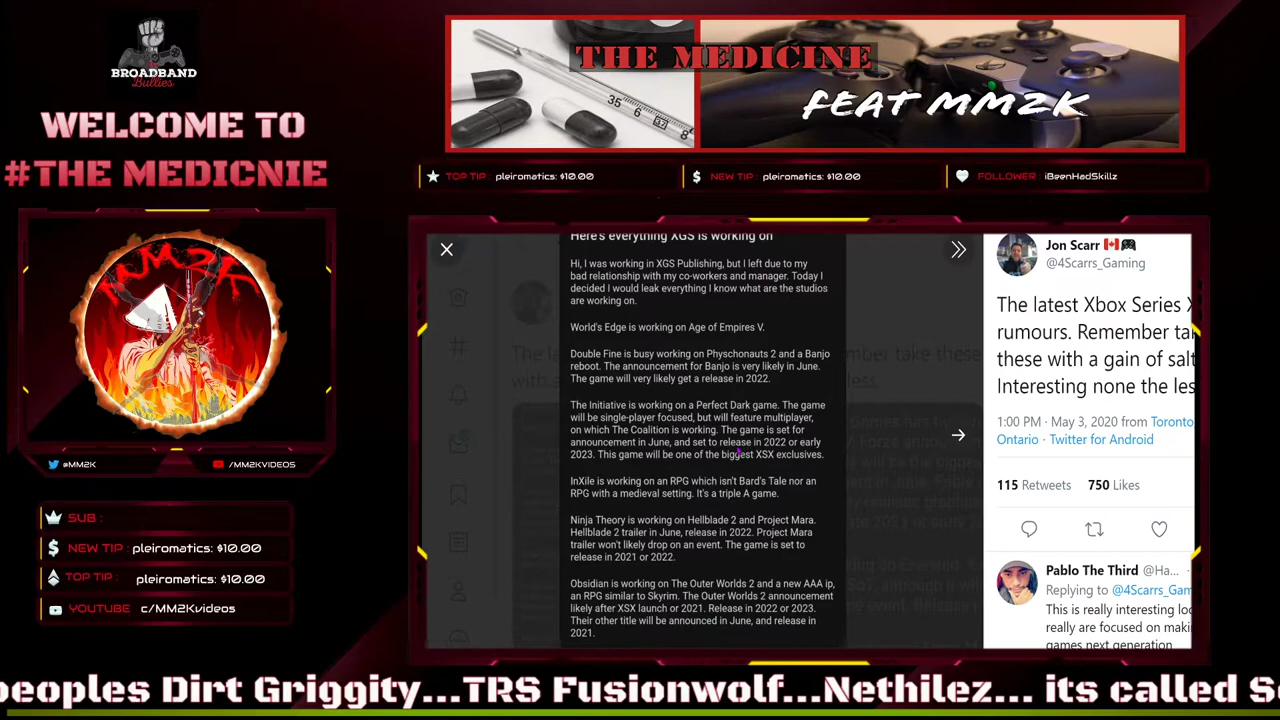 BROADBAND
Bullies
WELCOME TO
#THE MEDICNIE
THE MEDICINE
FEAT MM2K
35
6
37
8
TOP TIP : pleiromatics: $10.00
NEW TIP : pleiromatics: $10.00
FOLLOWER : iBeenHadSkillz
MM2K
@MM2K
/MM2KVIDEOS
SUB :
NEW TIP : pleiromatics: $10.00
TOP TIP : pleiromatics: $10.00
YOUTUBE c/MM2Kvideos
Here's everything XGS is working on
Hi, I was working in XGS Publishing, but I left due to my
bad relationship with my co-workers and manager. Today I
decided I would leak everything I know what are the studios
are working on.
World's Edge is working on Age of Empires V.
Double Fine is busy working on Physchonauts 2 and a Banjo
reboot. The announcement for Banjo is very likely in June.
The game will very likely get a release in 2022.
The Initiative is working on a Perfect Dark game. The game
will be single-player focused, but will feature multiplayer,
on which The Coalition is working. The game is set for
announcement in June, and set to release in 2022 or early
2023. This game will be one of the biggest XSX exclusives.
InXile is working on an RPG which isn't Bard's Tale nor an
RPG with a medieval setting. It's a triple A game.
Ninja Theory is working on Hellblade 2 and Project Mara.
Hellblade 2 trailer in June, release in 2022. Project Mara
trailer won't likely drop on an event. The game is set to
release in 2021 or 2022.
Obsidian is working on The Outer Worlds 2 and a new AAA ip,
an RPG similar to Skyrim. The Outer Worlds 2 announcement
likely after XSX launch or 2021. Release in 2022 or 2023.
Their other title will be announced in June, and release in
2021.
Jon Scarr
@4Scarrs_Gaming
The latest Xbox Series X
rumours. Remember ta
these with a gain of salt
Interesting none the les
1:00 PM · May 3, 2020 from Toronto
Ontario · Twitter for Android
115 Retweets 750 Likes
Pablo The Third @Ha... ·
Replying to @4Scarrs_Gam
This is really interesting loo
really are focused on maki
next generation
peoples Dirt Griggity...TRS Fusionwolf...Nethilez... its called S